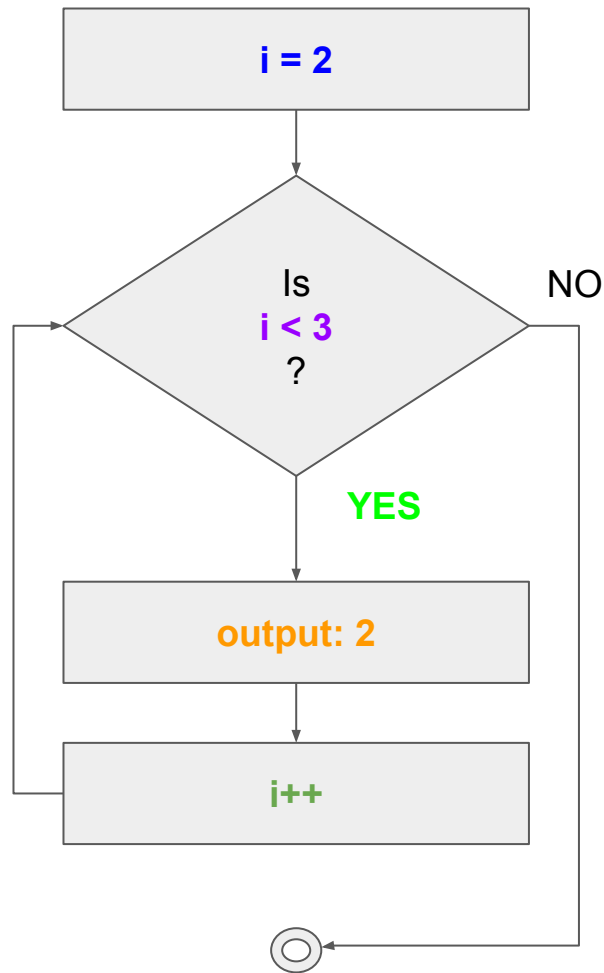 i = 2
Is
i < 3
?
NO
YES
output: 2
i++